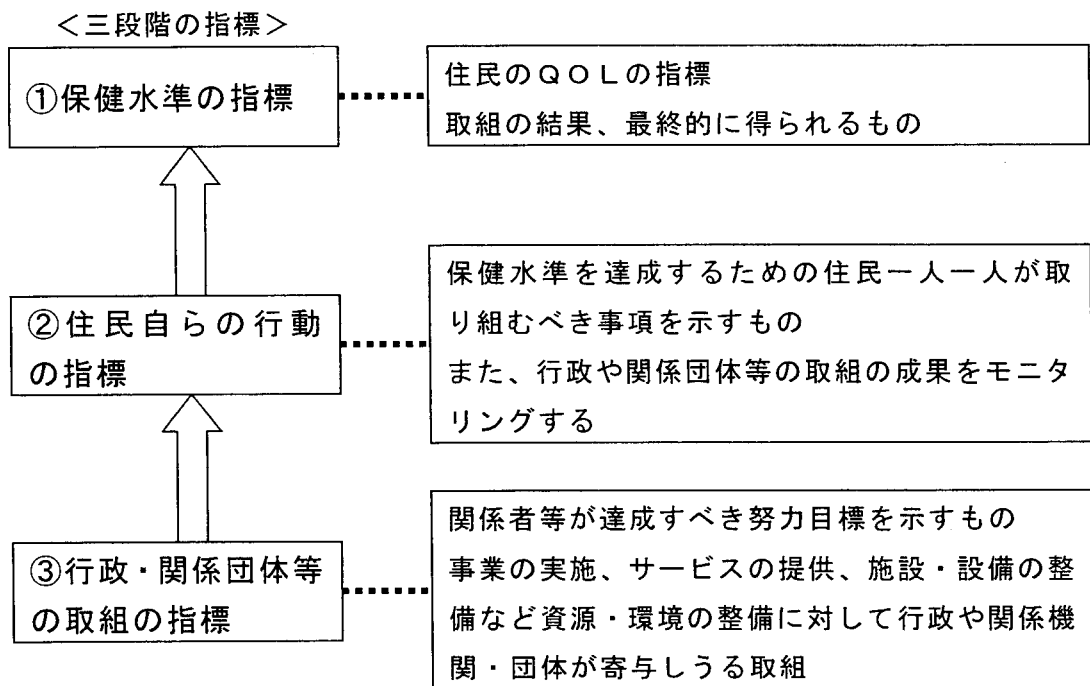 ＜三段階の指標＞
①保健水準の指標
住民のＱＯＬの指標
取組の結果、最終的に得られるもの
②住民自らの行動
の指標
保健水準を達成するための住民一人一人が取
り組むべき事項を示すもの
また、行政や関係団体等の取組の成果をモニタ
リングする
③行政・関係団体等
の取組の指標
関係者等が達成すべき努力目標を示すもの
事業の実施、サービスの提供、施設・設備の整
備など資源・環境の整備に対して行政や関係機
関・団体が寄与しうる取組